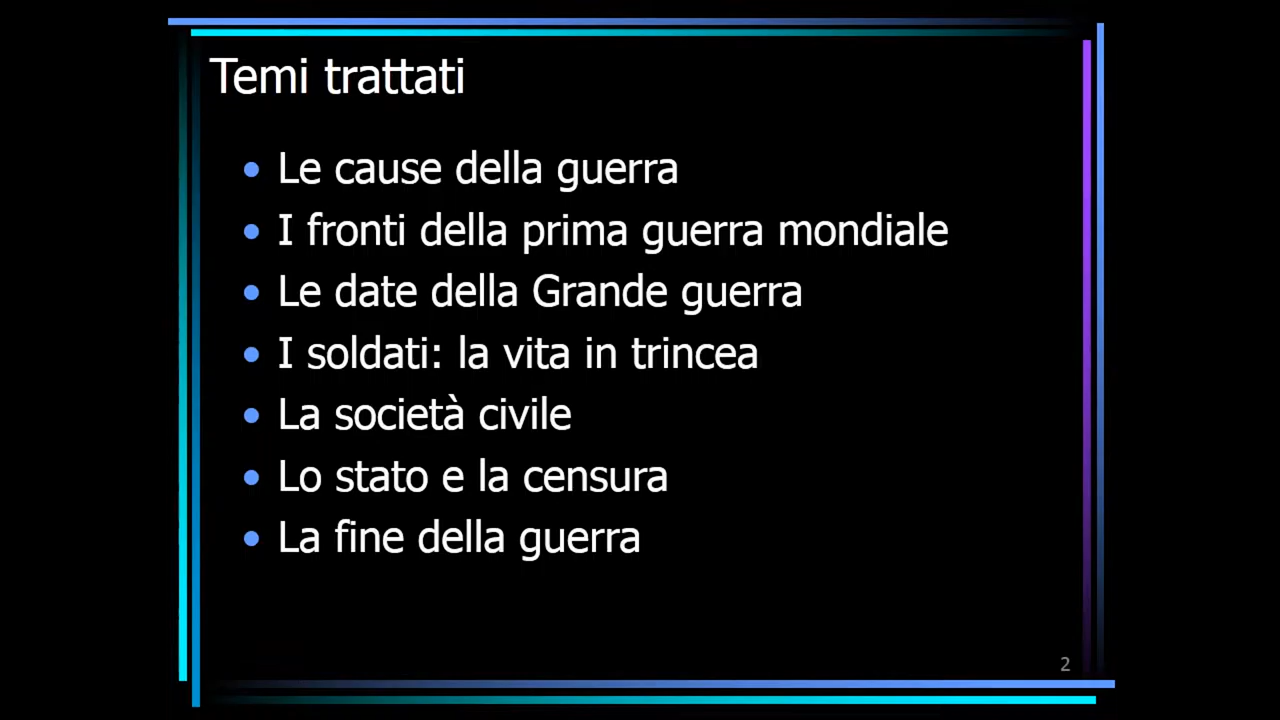 Temi trattati
Le cause della guerra
I fronti della prima guerra mondiale
Le date della Grande guerra
I soldati: la vita in trincea
La società civile
Lo stato e la censura
La fine della guerra
2